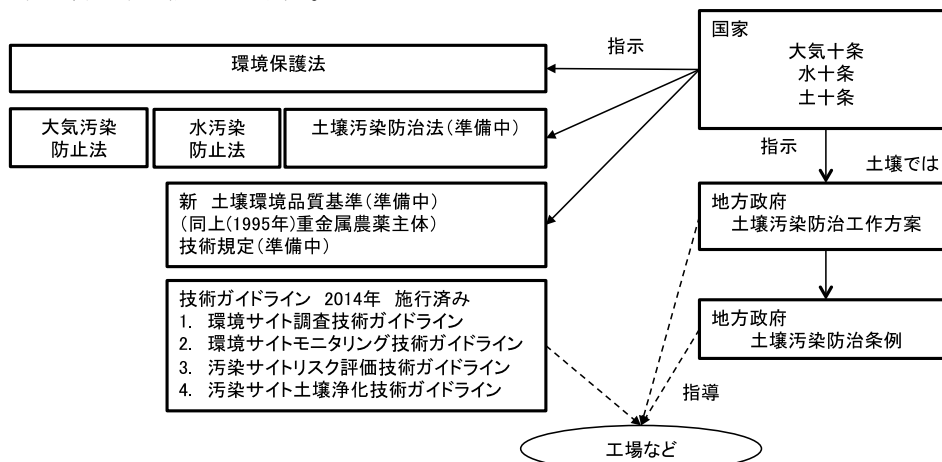 国家
大気十条
水十条
土十条
指示
環境保護法
大気汚染
防止法
水汚染
防止法
土壌汚染防治法(準備中)
指示
土壌では
新 土壌環境品質基準(準備中)
(同上(1995年)重金属農薬主体)
技術規定(準備中)
地方政府
土壌汚染防治工作方案
技術ガイドライン 2014年 施行済み
1. 環境サイト調査技術ガイドライン
2. 環境サイトモニタリング技術ガイドライン
3. 汚染サイトリスク評価技術ガイドライン
4. 汚染サイト土壌浄化技術ガイドライン
地方政府
土壌汚染防治条例
指導
工場など